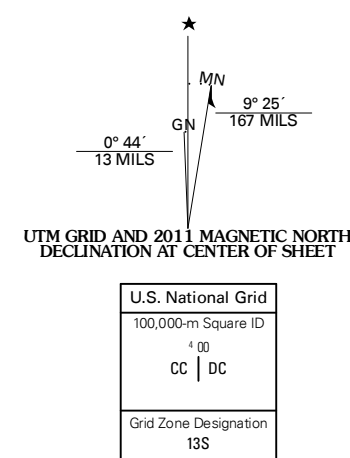 ★
MN
GN
9° 25´
167 MILS
0° 44´
13 MILS
UTM GRID AND 2011 MAGNETIC NORTH
DECLINATION AT CENTER OF SHEET
U.S. National Grid
100,000-m Square ID
4 00
CC | DC
Grid Zone Designation
13S